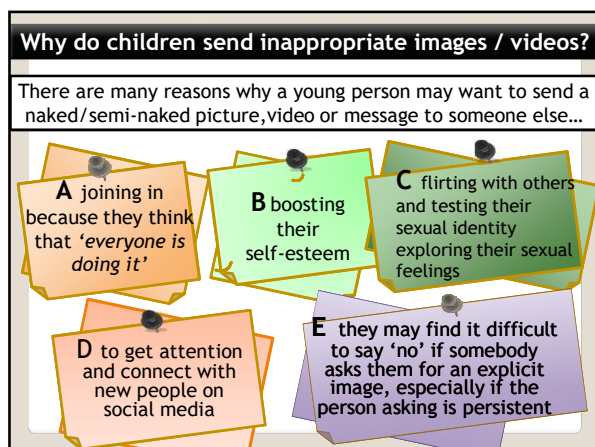 Why do children send inappropriate images / videos?
There are many reasons why a young person may want to send a
naked/semi-naked picture,video or message to someone else…
A joining in
because they think
that ‘everyone is
doing it’
B boosting
their
self-esteem
C flirting with others
and testing their
sexual identity
exploring their sexual
feelings
D to get attention
and connect with
new people on
social media
E they may find it difficult
to say ‘no’ if somebody
asks them for an explicit
image, especially if the
person asking is persistent